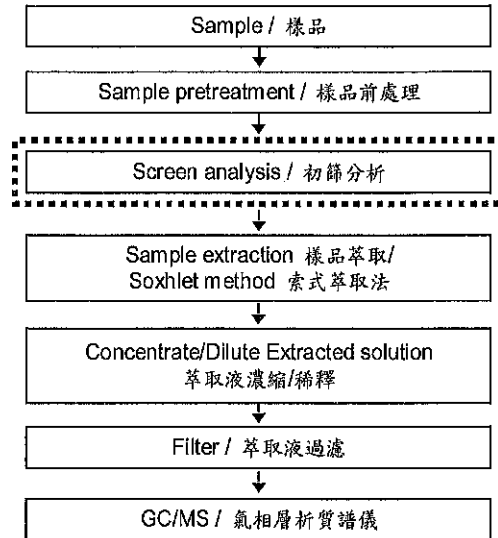 Sample / 樣品
Sample pretreatment / 樣品前處理
Screen analysis / 初篩分析
Sample extraction 樣品萃取/
Soxhlet method 索式萃取法
Concentrate/Dilute Extracted solution
萃取液濃縮/稀釋
Filter / 萃取液過濾
GC/MS / 氣相層析質譜儀